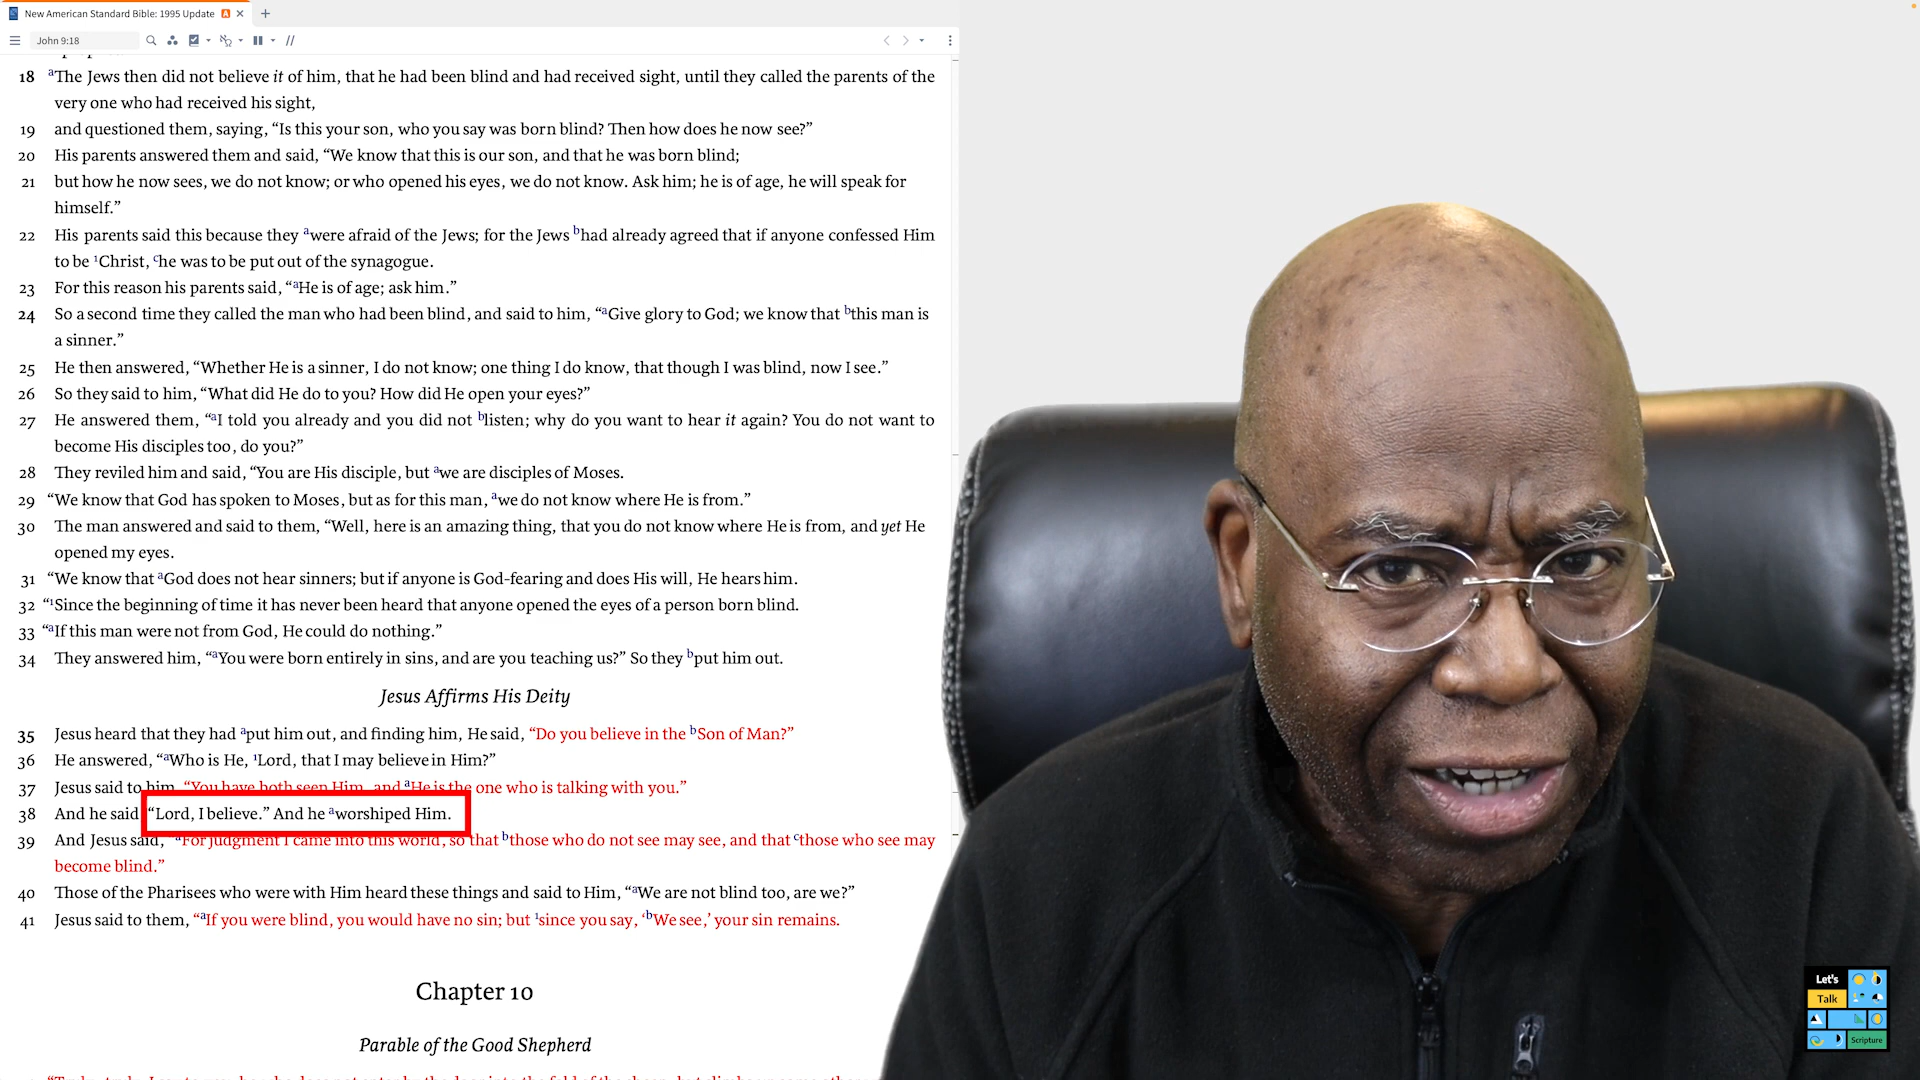 New American Standard Bible: 1995 Update A
John 9:18
18 aThe Jews then did not believe it of him, that he had been blind and had received sight, until they called the parents of the
very one who had received his sight,
19 and questioned them, saying, “Is this your son, who you say was born blind? Then how does he now see?”
20 His parents answered them and said, “We know that this is our son, and that he was born blind;
21 but how he now sees, we do not know; or who opened his eyes, we do not know. Ask him; he is of age, he will speak for
himself.”
22 His parents said this because they awere afraid of the Jews; for the Jews bhad already agreed that if anyone confessed Him
to be 1Christ, che was to be put out of the synagogue.
23 For this reason his parents said, “aHe is of age; ask him.”
24 So a second time they called the man who had been blind, and said to him, “aGive glory to God; we know that bthis man is
a sinner.”
25 He then answered, “Whether He is a sinner, I do not know; one thing I do know, that though I was blind, now I see.”
26 So they said to him, “What did He do to you? How did He open your eyes?”
27 He answered them, “aI told you already and you did not blisten; why do you want to hear it again? You do not want to
become His disciples too, do you?”
28 They reviled him and said, “You are His disciple, but awe are disciples of Moses.
29 “We know that God has spoken to Moses, but as for this man, awe do not know where He is from.”
30 The man answered and said to them, “Well, here is an amazing thing, that you do not know where He is from, and yet He
opened my eyes.
31 “We know that aGod does not hear sinners; but if anyone is God-fearing and does His will, He hears him.
32 “1Since the beginning of time it has never been heard that anyone opened the eyes of a person born blind.
33 “aIf this man were not from God, He could do nothing.”
34 They answered him, “aYou were born entirely in sins, and are you teaching us?” So they bput him out.
Jesus Affirms His Deity
35 Jesus heard that they had aput him out, and finding him, He said, “Do you believe in the bSon of Man?”
36 He answered, “aWho is He, 1Lord, that I may believe in Him?”
37 Jesus said to him, “You have both seen Him, and aHe is the one who is talking with you.”
38 And he said “Lord, I believe.” And he aworshiped Him.
39 And Jesus said, “aFor judgment I came into this world, so that bthose who do not see may see, and that cthose who see may
become blind.”
40 Those of the Pharisees who were with Him heard these things and said to Him, “aWe are not blind too, are we?”
41 Jesus said to them, “aIf you were blind, you would have no sin; but 1since you say, ‘bWe see,’ your sin remains.
Chapter 10
Parable of the Good Shepherd
Let's
Talk
Scripture